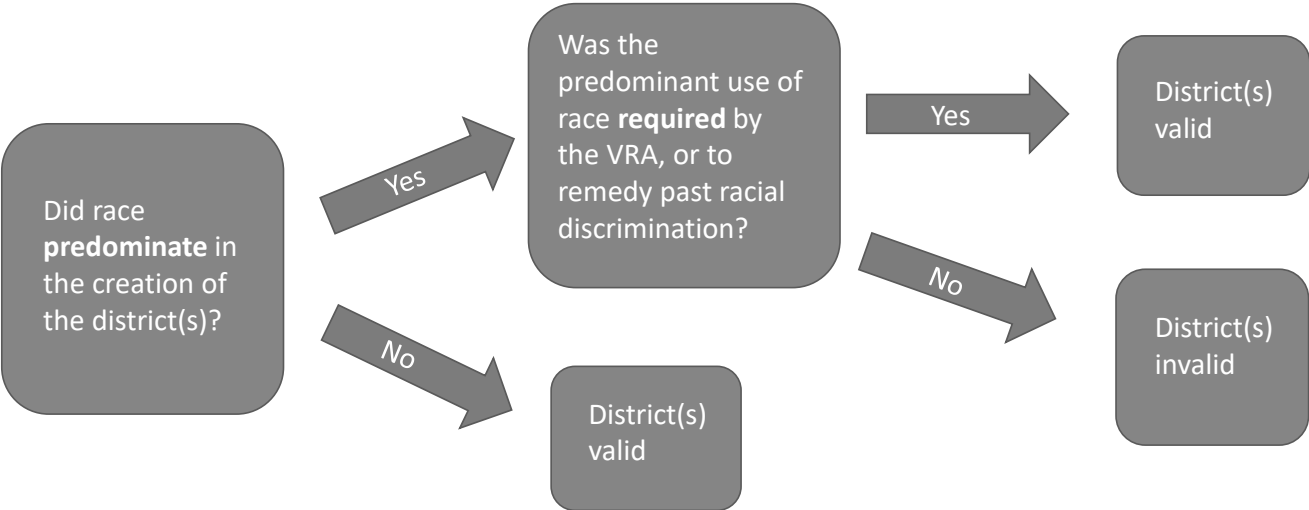 Did race
predominate in
the creation of
the district(s)?
Yes
No
Was the
predominant use of
race required by
the VRA, or to
remedy past racial
discrimination?
District(s)
valid
Yes
No
District(s)
valid
District(s)
invalid